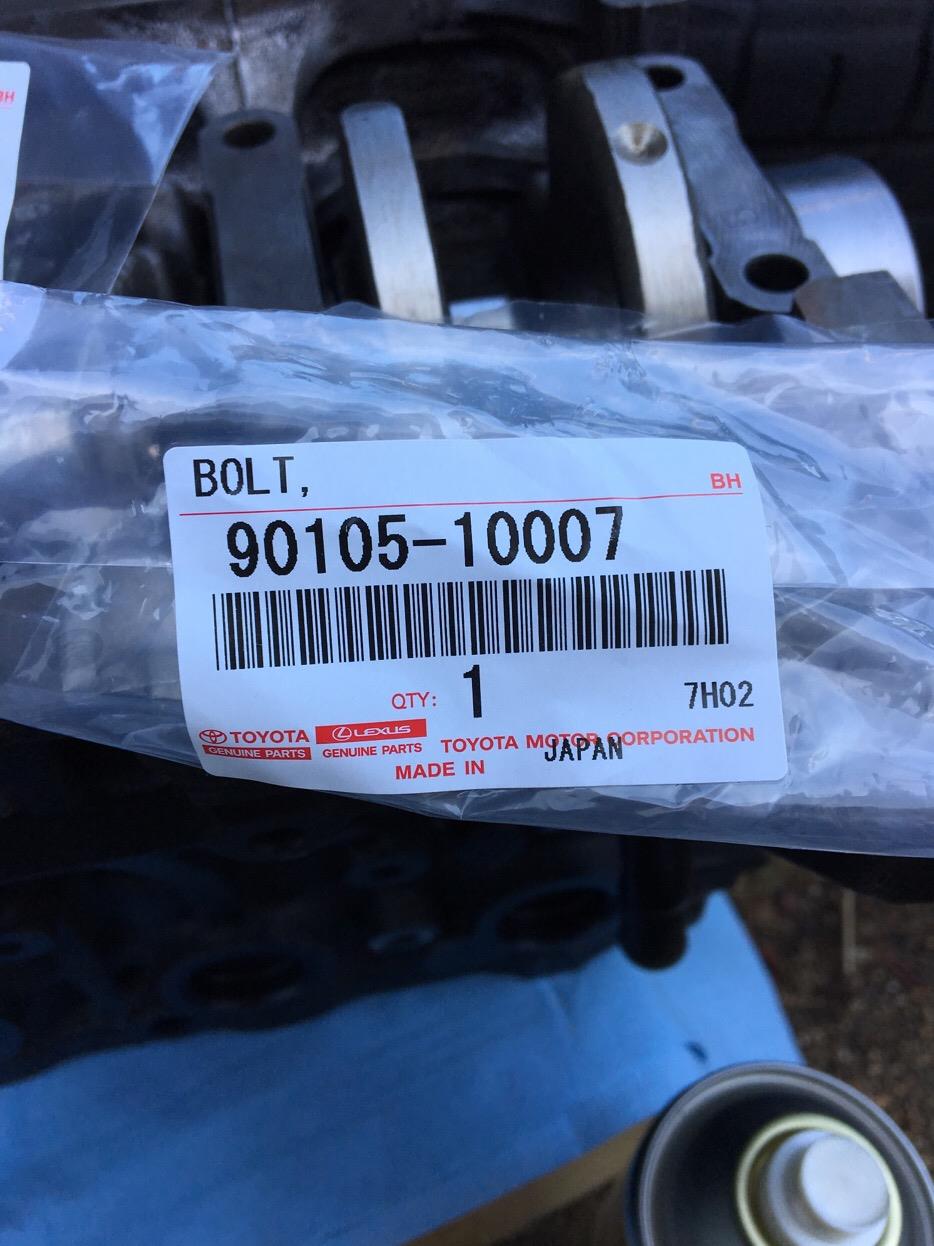 BH
BOLT,
BH
90105-10007
QTY: 1
7H02
TOYOTA
GENUINE PARTS
LEXUS
GENUINE PARTS
TOYOTA MOTOR CORPORATION
MADE IN JAPAN